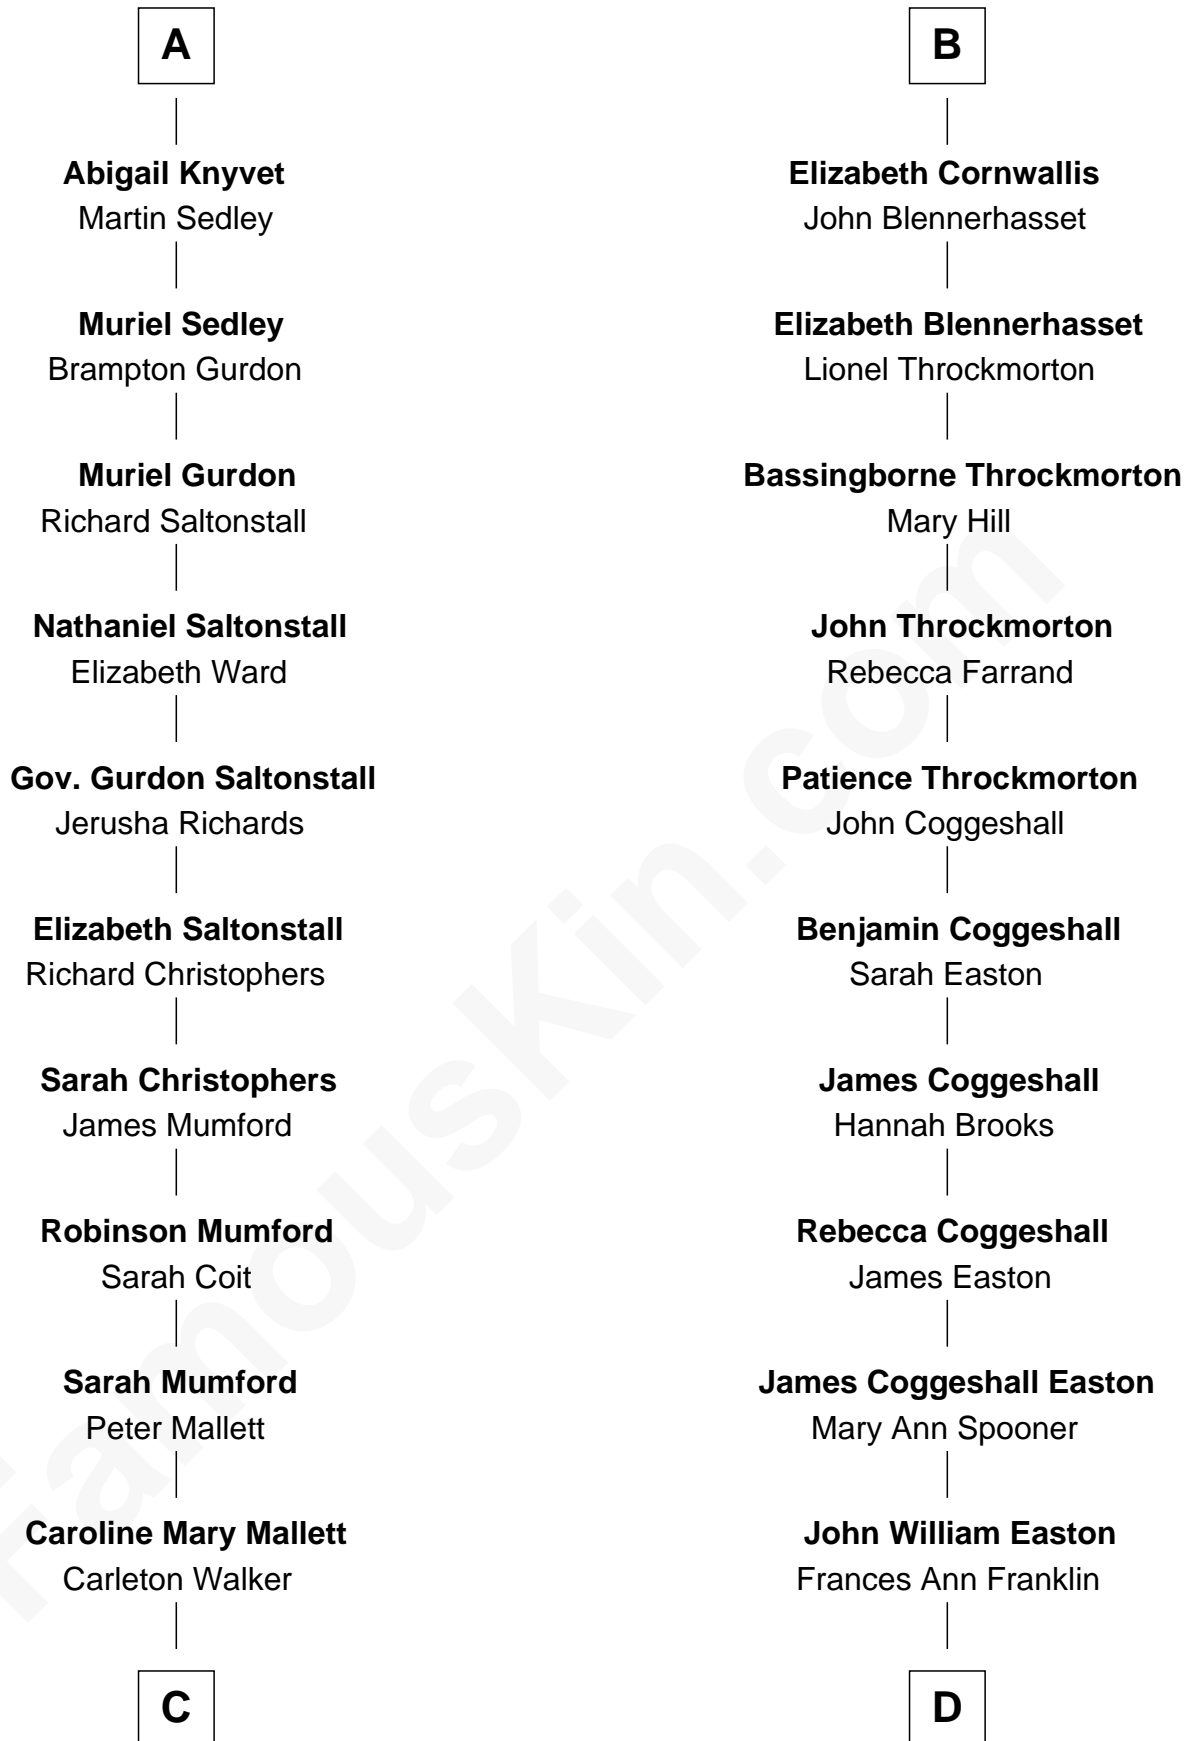 A
Abigail Knyvet
Martin Sedley
Muriel Sedley
Brampton Gurdon
Muriel Gurdon
Richard Saltonstall
Nathaniel Saltonstall
Elizabeth Ward
Gov. Gurdon Saltonstall
Jerusha Richards
Elizabeth Saltonstall
Richard Christophers
Sarah Christophers
James Mumford
Robinson Mumford
Sarah Coit
Sarah Mumford
Peter Mallett
Caroline Mary Mallett
Carleton Walker
C
B
Elizabeth Cornwallis
John Blennerhasset
Elizabeth Blennerhasset
Lionel Throckmorton
Bassingborne Throckmorton
Mary Hill
John Throckmorton
Rebecca Farrand
Patience Throckmorton
John Coggeshall
Benjamin Coggeshall
Sarah Easton
James Coggeshall
Hannah Brooks
Rebecca Coggeshall
James Easton
James Coggeshall Easton
Mary Ann Spooner
John William Easton
Frances Ann Franklin
D
FamousKin.com